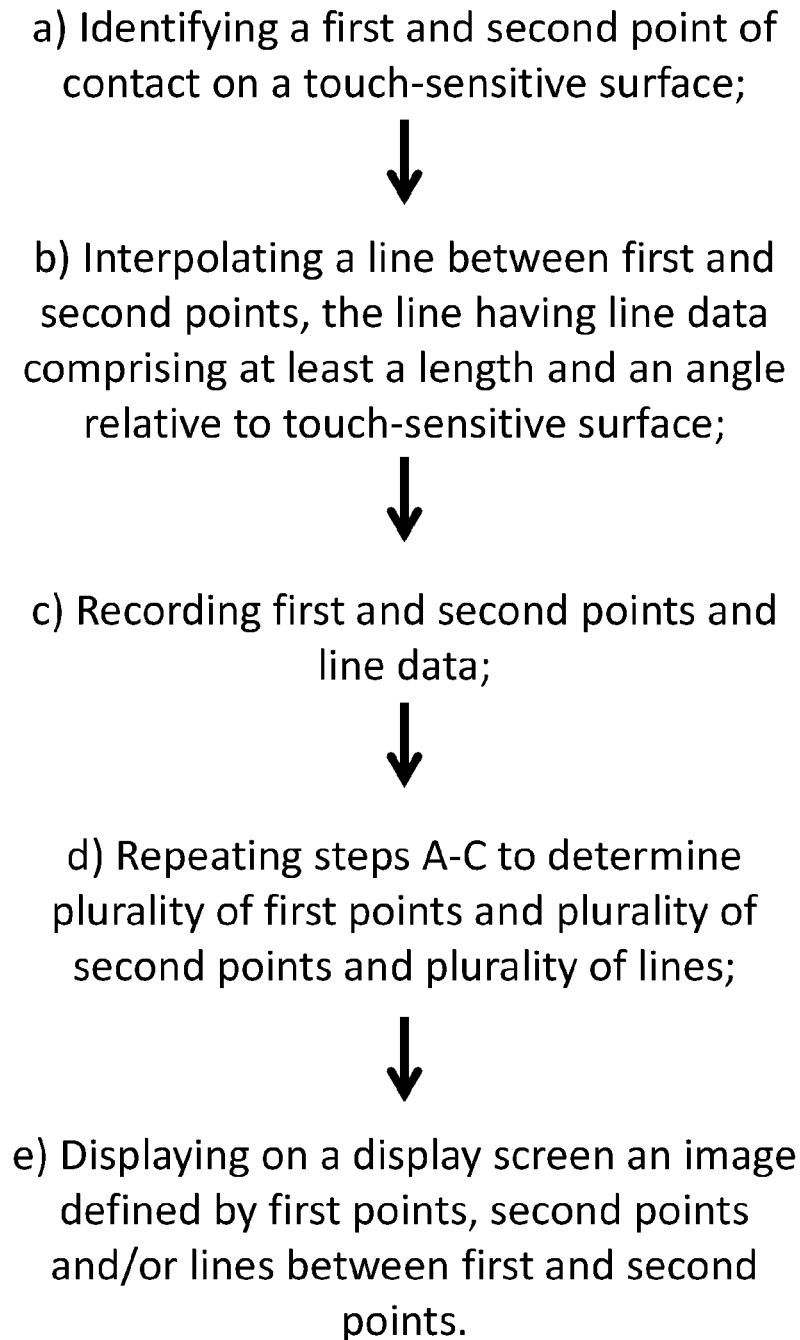 a) Identifying a first and second point of
contact on a touch-sensitive surface;
b) Interpolating a line between first and
second points, the line having line data
comprising at least a length and an angle
relative to touch-sensitive surface;
c) Recording first and second points and
line data;
d) Repeating steps A-C to determine
plurality of first points and plurality of
second points and plurality of lines;
e) Displaying on a display screen an image
defined by first points, second points
and/or lines between first and second
points.